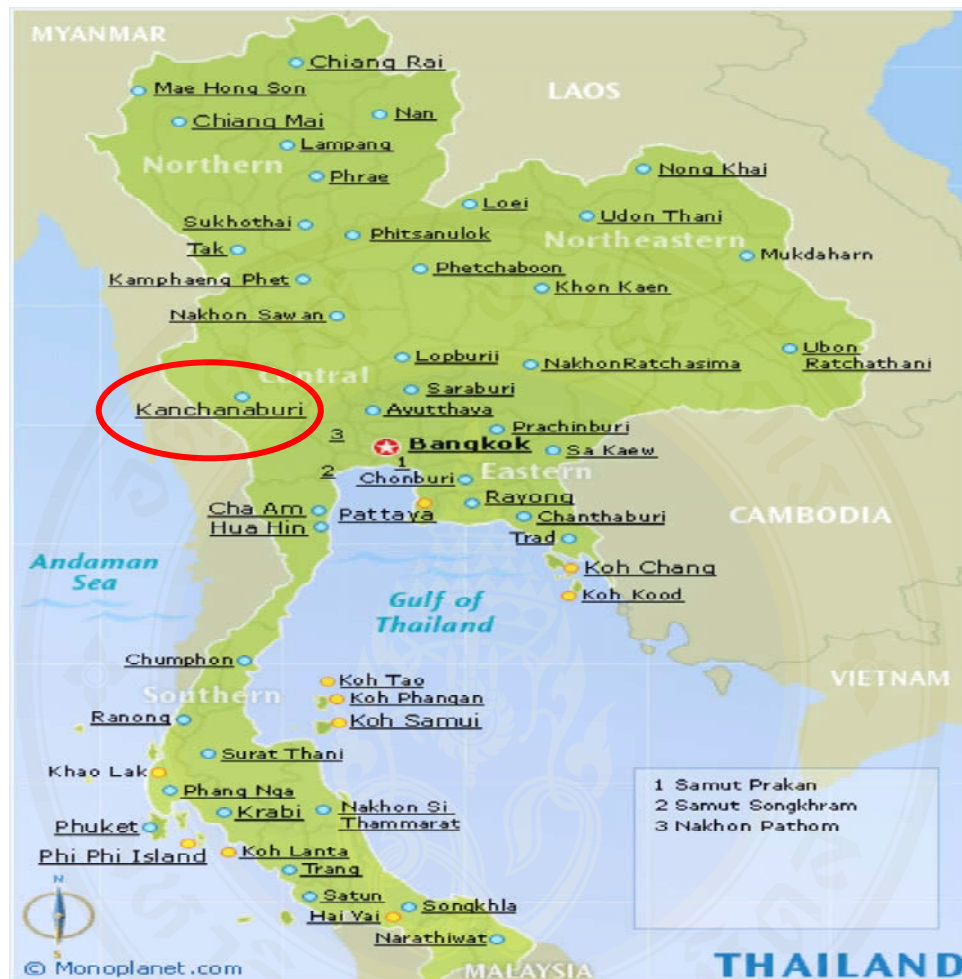 MYANMAR
Chiang Rai
Mae Hong Son
LAOS
Chiang Mai
Nan
Lampang
Northern
Phrae
Nong Khai
Loei
Sukhothai
Udon Thani
Phitsanulok
Northeastern
Tak
Mukdaharn
Phetchaboon
Kamphaeng Phet
Khon Kaen
Nakhon Sawan
Lopburii
Nakhon Ratchasima
Ubon
Ratchathani
Central
Saraburi
Kanchanaburi
Ayutthaya
Prachinburi
3
Bangkok
Sa Kaew
1
2
Chonburi
Eastern
Rayong
Cha Am
Pattaya
Chanthaburi
CAMBODIA
Hua Hin
Trad
Andaman
Sea
Koh Chang
Koh Kood
Gulf of
Thailand
Chumphon
VIETNAM
Koh Tao
Southern
Koh Phangan
Ranong
Koh Samui
Surat Thani
Khao Lak
Phang Nga
1 Samut Prakan
2 Samut Songkhram
3 Nakhon Pathom
Krabi
Nakhon Si
Thammarat
Phuket
Phi Phi Island
Koh Lanta
Trang
N
Satun
Songkhla
Hai Yai
Narathiwat
© Monoplanet.com
MALAYSIA
THAILAND